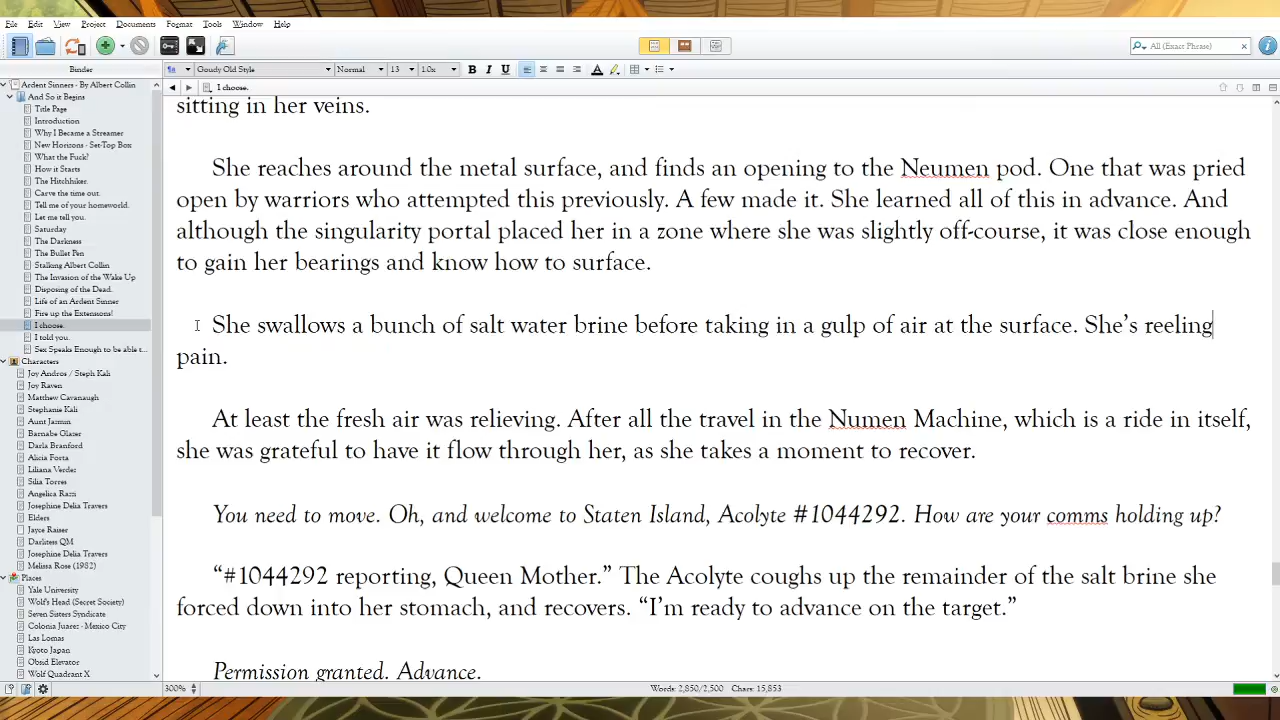 File Edit View Project Documents Format Tools Window Help
All (Exact Phrase)
Binder
Goudy Old Style Normal 13 1.0x B I U A
Ardent Sinners - By Albert Collin
I choose.
And So it Begins
Title Page
Introduction
Why I Became a Streamer
New Horizons - Set-Top Box
What the Fuck?
How it Starts
The Hitchhiker.
Carve the time out.
Tell me of your homeworld.
Let me tell you.
Saturday
The Darkness
The Bullet Pen
Stalking Albert Collin
The Invasion of the Wake Up
Disposing of the Dead.
Life of an Ardent Sinner
Fire up the Extensions!
I choose.
I told you.
Sex Speaks Enough to be able t...
Characters
Joy Andros / Steph Kali
Joy Raven
Matthew Cavanaugh
Stephanie Kali
Aunt Jazmin
Barnabe Glazer
Darla Branford
Alicia Forta
Liliana Verdes
Silia Torres
Angelica Razn
Josephine Delia Travers
Elders
Jayce Raiser
Darliters QM
Josephine Delia Travers
Melissa Rose (1982)
Places
Yale University
Wolf's Head (Secret Society)
Seven Sisters Syndicate
Colonia Juarez - Mexico City
Las Lomas
Kyoto Japan
Obsid Elevator
Wolf Quadrant X
sitting in her veins.
She reaches around the metal surface, and finds an opening to the Neumen pod. One that was pried
open by warriors who attempted this previously. A few made it. She learned all of this in advance. And
although the singularity portal placed her in a zone where she was slightly off-course, it was close enough
to gain her bearings and know how to surface.
She swallows a bunch of salt water brine before taking in a gulp of air at the surface. She’s reeling
pain.
At least the fresh air was relieving. After all the travel in the Numen Machine, which is a ride in itself,
she was grateful to have it flow through her, as she takes a moment to recover.
You need to move. Oh, and welcome to Staten Island, Acolyte #1044292. How are your comms holding up?
“#1044292 reporting, Queen Mother.” The Acolyte coughs up the remainder of the salt brine she
forced down into her stomach, and recovers. “I’m ready to advance on the target.”
Permission granted. Advance.
300% Words: 2,850/2,500 Chars: 15,853